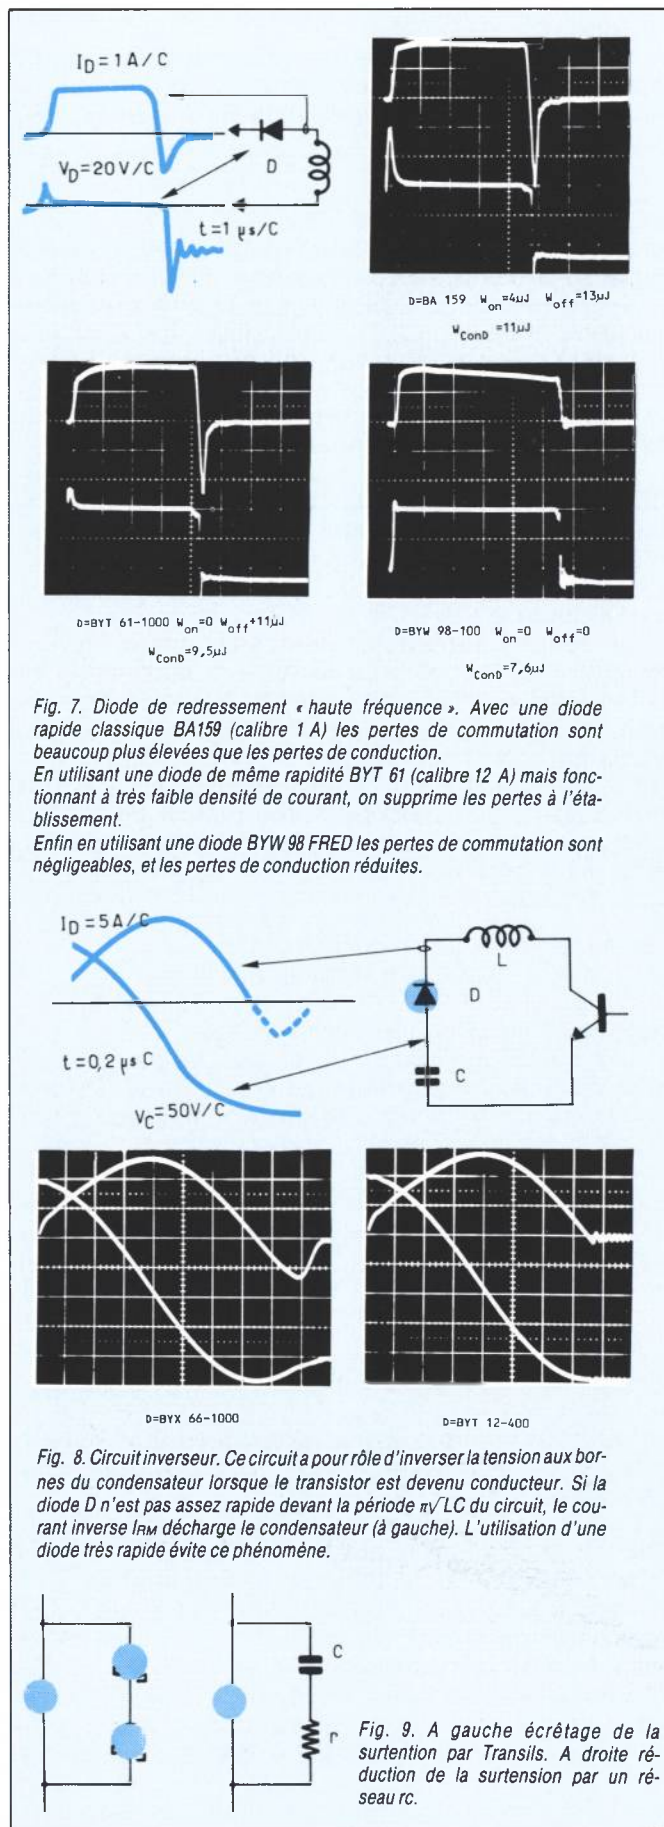 I_D = 1A/C
V_D = 20V/C
D
t = 1 µs/C
D=BA 159 W_on=4µJ W_off=13µJ
W_ConD =11µJ
D=BYT 61-1000 W_on=0 W_off+11µJ
W_ConD=9,5µJ
D=BYW 98-100 W_on=0 W_off=0
W_ConD=7,6µJ
Fig. 7. Diode de redressement « haute fréquence ». Avec une diode
rapide classique BA159 (calibre 1 A) les pertes de commutation sont
beaucoup plus élevées que les pertes de conduction.
En utilisant une diode de même rapidité BYT 61 (calibre 12 A) mais fonc-
tionnant à très faible densité de courant, on supprime les pertes à l'éta-
blissement.
Enfin en utilisant une diode BYW 98 FRED les pertes de commutation sont
négligeables, et les pertes de conduction réduites.
I_D = 5A/C
L
D
t = 0,2 µs C
C
V_C = 50V/C
D=BYX 66-1000
D=BYT 12-400
Fig. 8. Circuit inverseur. Ce circuit a pour rôle d'inverser la tension aux bor-
nes du condensateur lorsque le transistor est devenu conducteur. Si la
diode D n'est pas assez rapide devant la période π√LC du circuit, le cou-
rant inverse I_RM décharge le condensateur (à gauche). L'utilisation d'une
diode très rapide évite ce phénomène.
C
r
Fig. 9. A gauche écrêtage de la
surtention par Transils. A droite ré-
duction de la surtension par un ré-
seau rc.